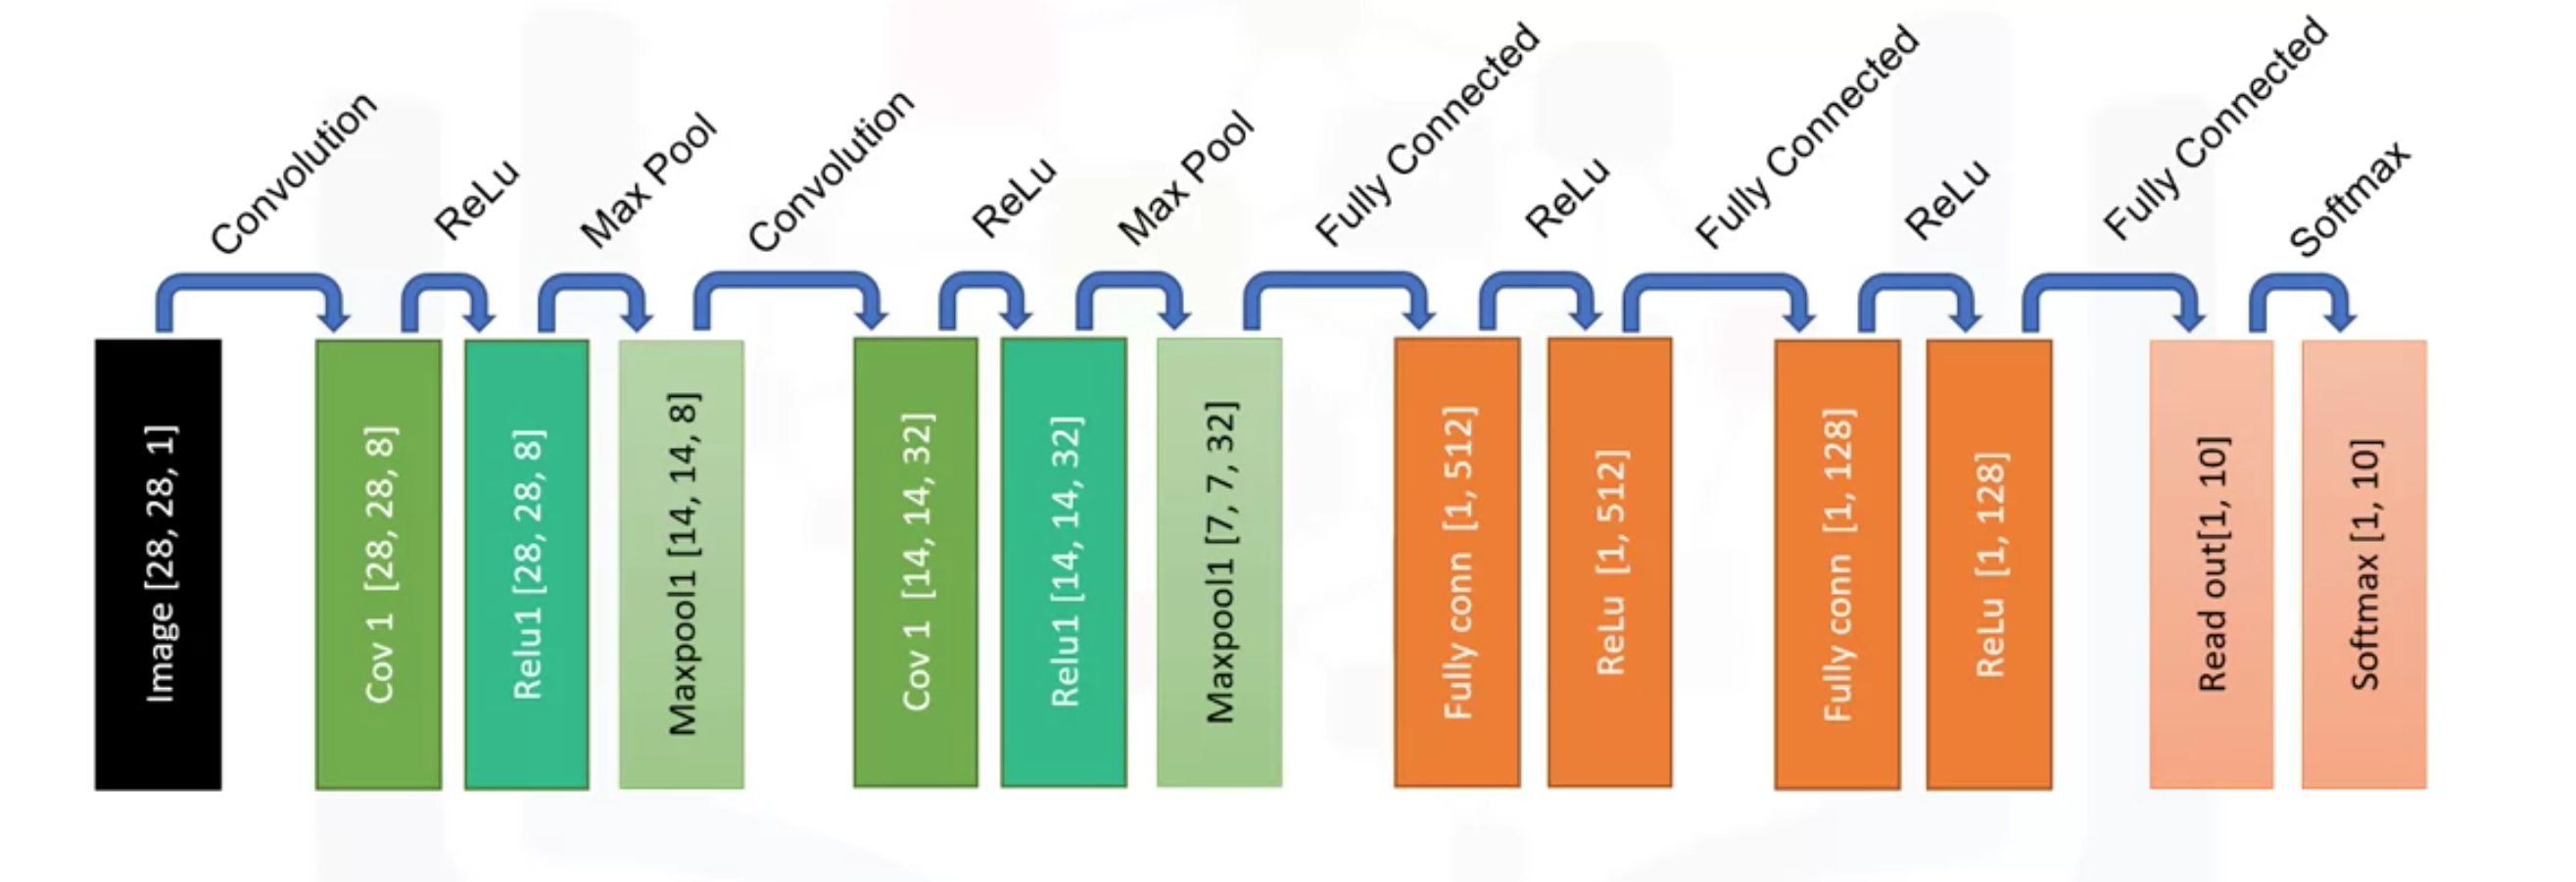 Convolution
ReLu
Max Pool
Convolution
ReLu
Max Pool
Fully Connected
ReLu
Fully Connected
ReLu
Fully Connected
Softmax
Image [28, 28, 1]
Cov 1 [28, 28, 8]
Relu1 [28, 28, 8]
Maxpool1 [14, 14, 8]
Cov 1 [14, 14, 32]
Relu1 [14, 14, 32]
Maxpool1 [7, 7, 32]
Fully conn [1, 512]
ReLu [1, 512]
Fully conn [1, 128]
ReLu [1, 128]
Read out[1, 10]
Softmax [1, 10]